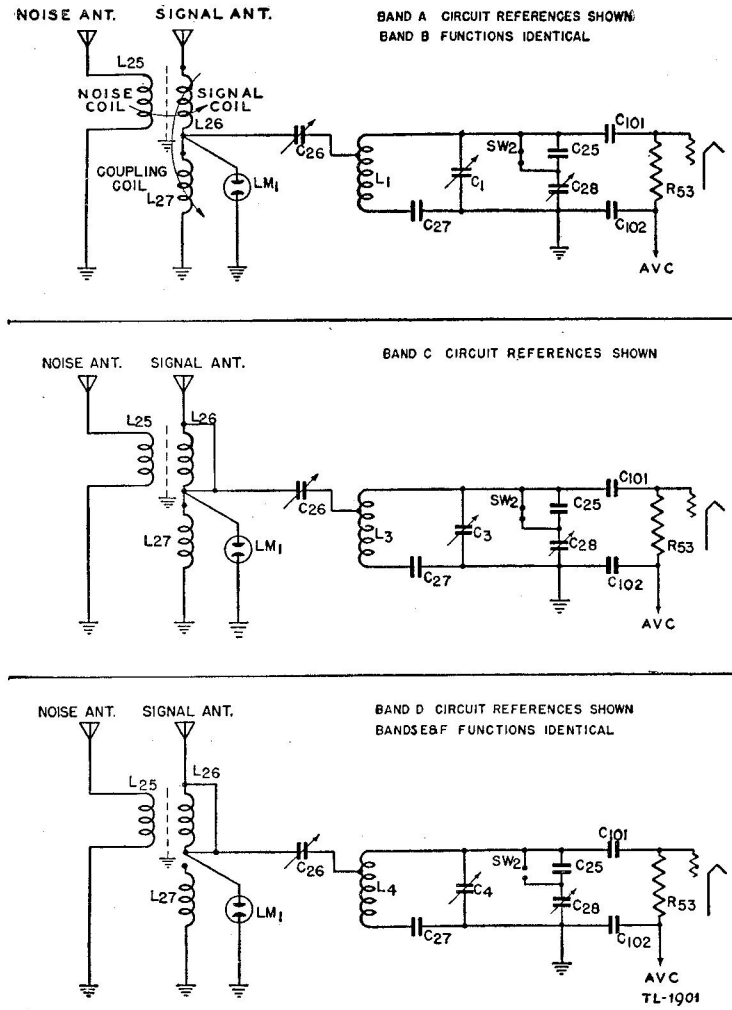 NOISE ANT. SIGNAL ANT. BAND A CIRCUIT REFERENCES SHOWN
BAND B FUNCTIONS IDENTICAL
L25
NOISE COIL
SIGNAL COIL
L26
COUPLING COIL
L27
LM1
C26
L1
C27
C1
SW2
C25
C28
C101
C102
R53
AVC
NOISE ANT. SIGNAL ANT. BAND C CIRCUIT REFERENCES SHOWN
L25
L26
L27
LM1
C26
L3
C27
C3
SW2
C25
C28
C101
C102
R53
AVC
NOISE ANT. SIGNAL ANT. BAND D CIRCUIT REFERENCES SHOWN
BANDS E&F FUNCTIONS IDENTICAL
L25
L26
L27
LM1
C26
L4
C27
C4
SW2
C25
C28
C101
C102
R53
AVC
TL-1901